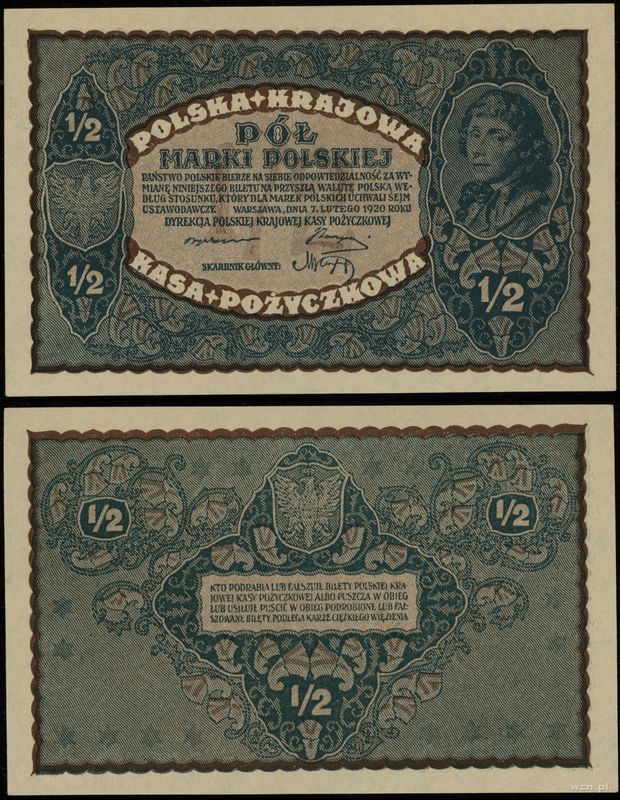 POLSKA+KRAJOWA
1/2
PÓŁ
MARKI POLSKIEJ
PAŃSTWO POLSKIE BIERZE NA SIEBIE ODPOWIEDZIALNOŚĆ ZA WY-
MIANĘ NINIEJSZEGO BILETU NA PRZYSZŁĄ WALUTĘ POLSKĄ WE-
DŁUG STOSUNKU, KTÓRY DLA MAREK POLSKICH UCHWALI SEJM
USTAWODAWCZY. WARSZAWA, DNIA 7. LUTEGO 1920 ROKU
DYREKCJA POLSKIEJ KRAJOWEJ KASY POŻYCZKOWEJ
SKARBNIK GŁÓWNY:
1/2
1/2
KASA+POŻYCZKOWA
1/2
1/2
KTO PODRABIA LUB FAŁSZUJE BILETY POLSKIEJ KRA-
JOWEJ KASY POŻYCZKOWEJ ALBO PUSZCZA W OBIEG
LUB USIŁUJE PUŚCIĆ W OBIEG PODROBIONE LUB FAŁ-
SZOWANE BILETY, PODLEGA KARZE CIĘŻKIEGO WIĘZIENIA
1/2
wcn.pl